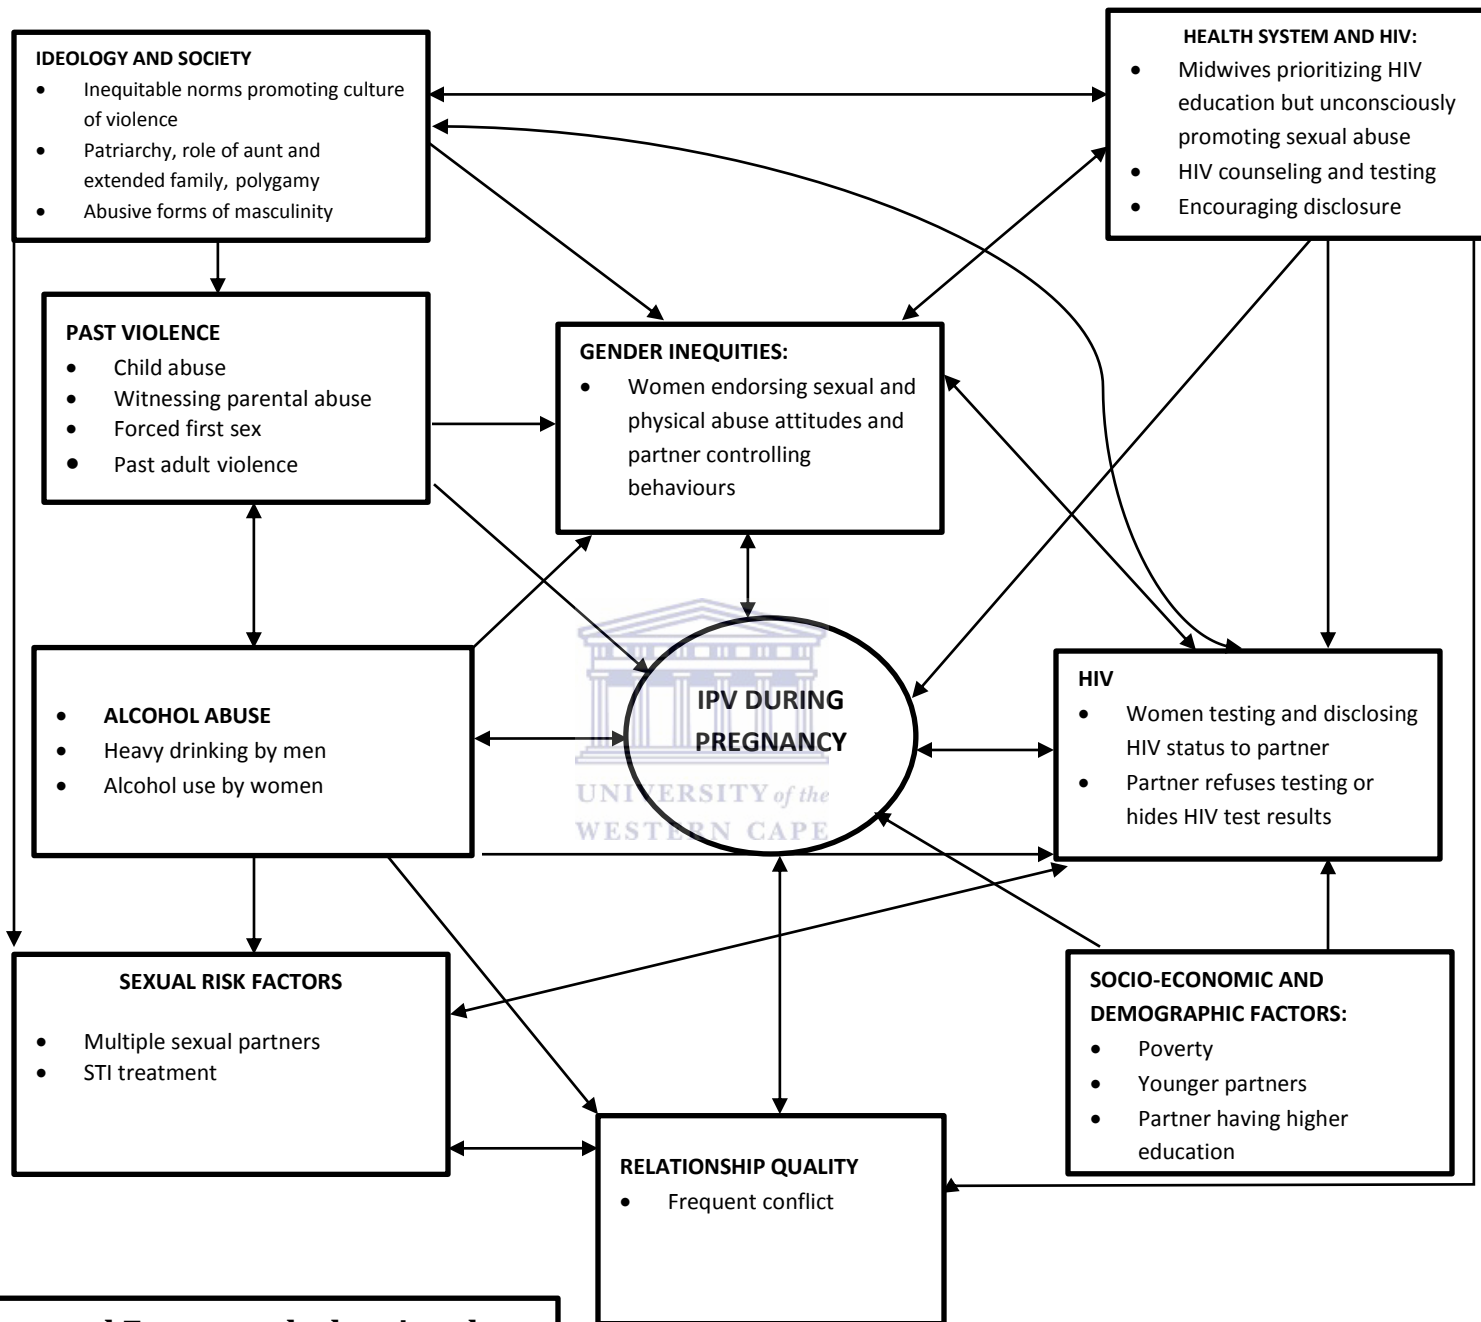 IDEOLOGY AND SOCIETY
• Inequitable norms promoting culture
of violence
• Patriarchy, role of aunt and
extended family, polygamy
• Abusive forms of masculinity
HEALTH SYSTEM AND HIV:
• Midwives prioritizing HIV
education but unconsciously
promoting sexual abuse
• HIV counseling and testing
• Encouraging disclosure
PAST VIOLENCE
• Child abuse
• Witnessing parental abuse
• Forced first sex
• Past adult violence
GENDER INEQUITIES:
• Women endorsing sexual and
physical abuse attitudes and
partner controlling
behaviours
• ALCOHOL ABUSE
• Heavy drinking by men
• Alcohol use by women
IPV DURING
PREGNANCY
UNIVERSITY of the
WESTERN CAPE
HIV
• Women testing and disclosing
HIV status to partner
• Partner refuses testing or
hides HIV test results
SEXUAL RISK FACTORS
• Multiple sexual partners
• STI treatment
SOCIO-ECONOMIC AND
DEMOGRAPHIC FACTORS:
• Poverty
• Younger partners
• Partner having higher
education
RELATIONSHIP QUALITY
• Frequent conflict